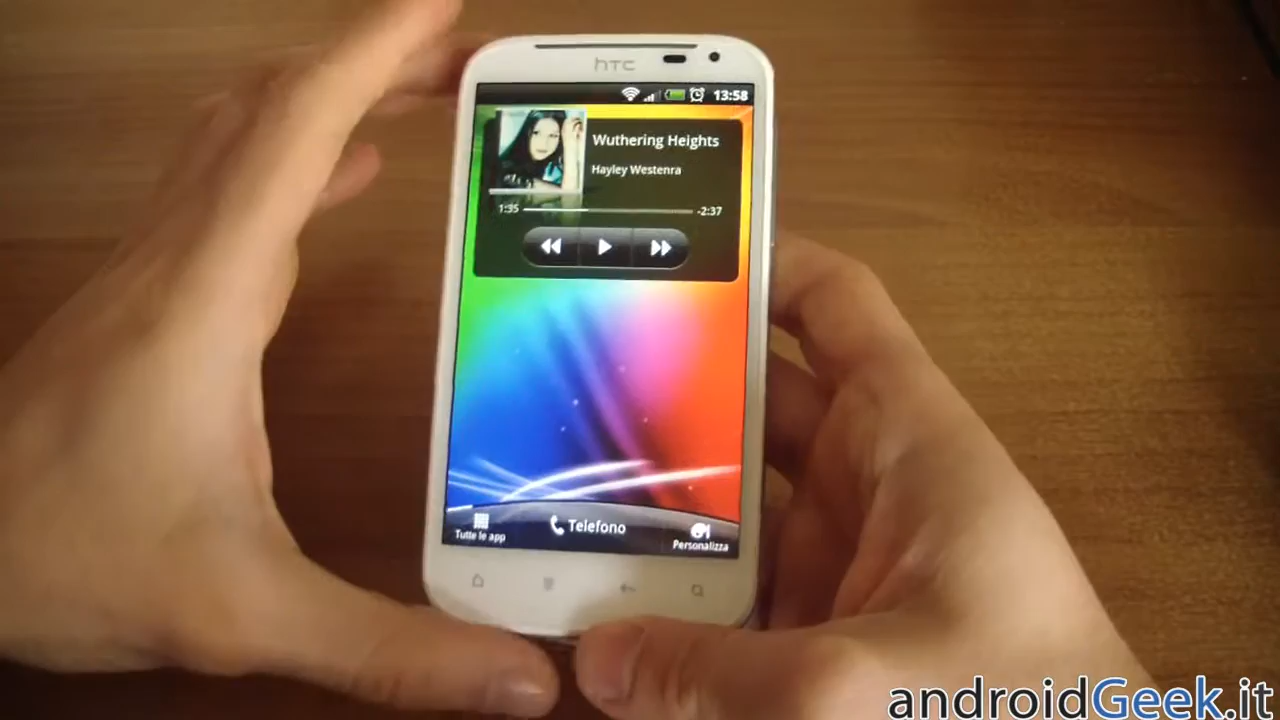 hTC
13:58
Wuthering Heights
Hayley Westenra
1:35
-2:37
Tutte le app
Telefono
Personalizza
androidGeek.it